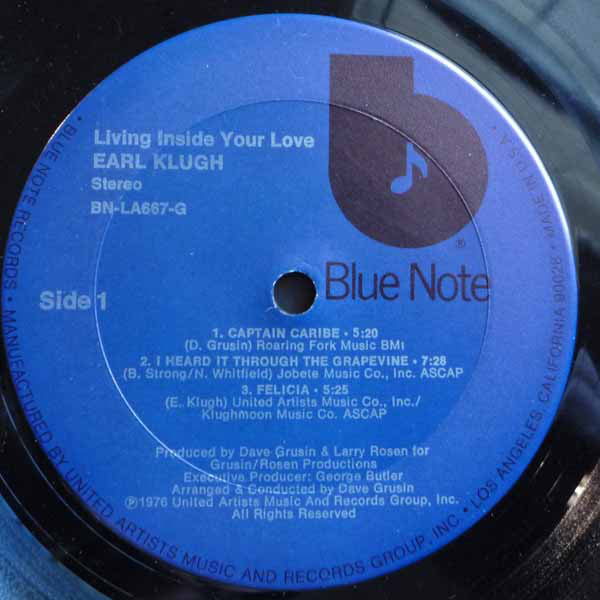 Living Inside Your Love
EARL KLUGH
Stereo
BN-LA667-G
b
®
Blue Note
Side 1
1. CAPTAIN CARIBE • 5:20
(D. Grusin) Roaring Fork Music BMI
2. I HEARD IT THROUGH THE GRAPEVINE • 7:28
(B. Strong/N. Whitfield) Jobete Music Co., Inc. ASCAP
3. FELICIA • 5:25
(E. Klugh) United Artists Music Co., Inc./
Klughmoon Music Co. ASCAP
Produced by Dave Grusin & Larry Rosen for
Grusin/Rosen Productions
Executive Producer: George Butler
Arranged & Conducted by Dave Grusin
℗1976 United Artists Music And Records Group, Inc.
All Rights Reserved
• BLUE NOTE RECORDS • MANUFACTURED BY UNITED ARTISTS MUSIC AND RECORDS GROUP, INC • LOS ANGELES, CALIFORNIA 90028 • MADE IN U.S.A.